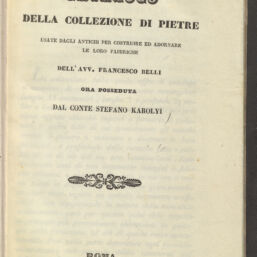 CATALOGO
DELLA COLLEZIONE DI PIETRE
USATE DAGLI ANTICHI PER COSTRUIRE ED ADORNARE
LE LORO FABBRICHE
DELL'AVV. FRANCESCO BELLI
ORA POSSEDUTA
DAL CONTE STEFANO KAROLYI
ROMA